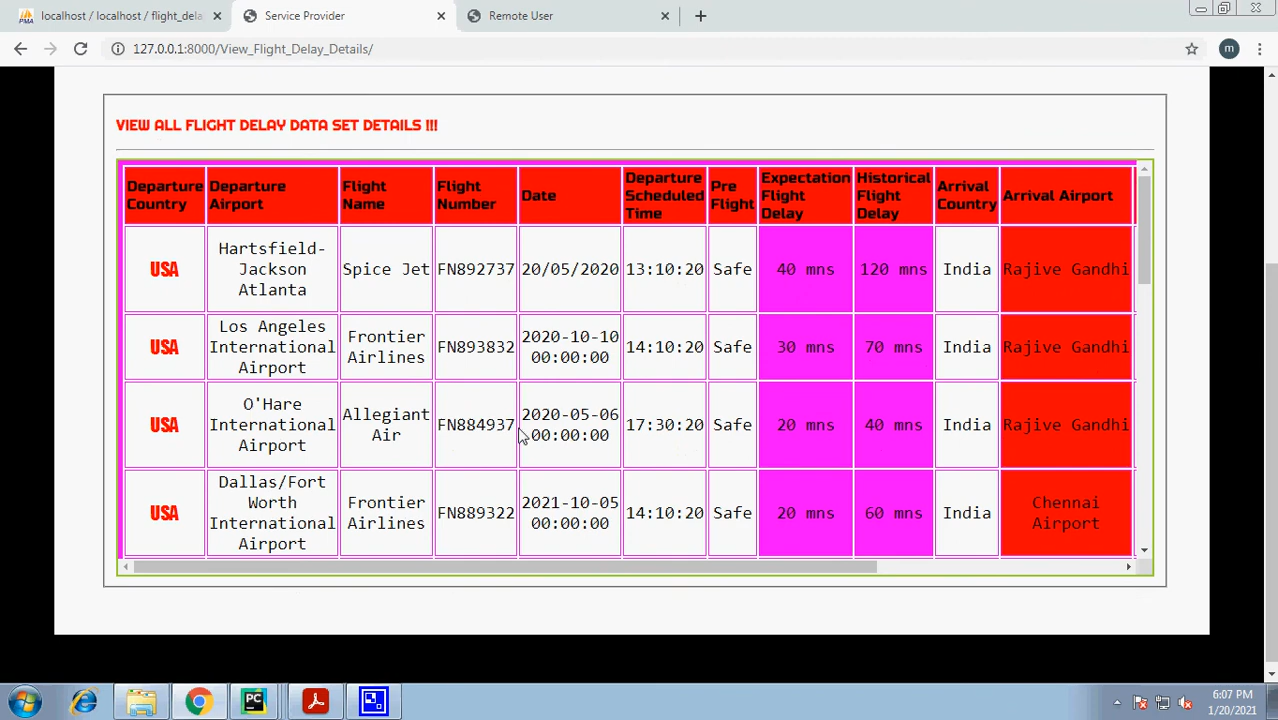 localhost / localhost / flight_dela
Service Provider
Remote User
127.0.0.1:8000/View_Flight_Delay_Details/
m
VIEW ALL FLIGHT DELAY DATA SET DETAILS !!!
Departure Country
Departure Airport
Flight Name
Flight Number
Date
Departure Scheduled Time
Pre Flight
Expectation Flight Delay
Historical Flight Delay
Arrival Country
Arrival Airport
USA
Hartsfield-
Jackson
Atlanta
Spice Jet
FN892737
20/05/2020
13:10:20
Safe
40 mns
120 mns
India
Rajive Gandhi
USA
Los Angeles
International
Airport
Frontier
Airlines
FN893832
2020-10-10
00:00:00
14:10:20
Safe
30 mns
70 mns
India
Rajive Gandhi
USA
O'Hare
International
Airport
Allegiant
Air
FN884937
2020-05-06
00:00:00
17:30:20
Safe
20 mns
40 mns
India
Rajive Gandhi
USA
Dallas/Fort
Worth
International
Airport
Frontier
Airlines
FN889322
2021-10-05
00:00:00
14:10:20
Safe
20 mns
60 mns
India
Chennai
Airport
PC
6:07 PM
1/20/2021